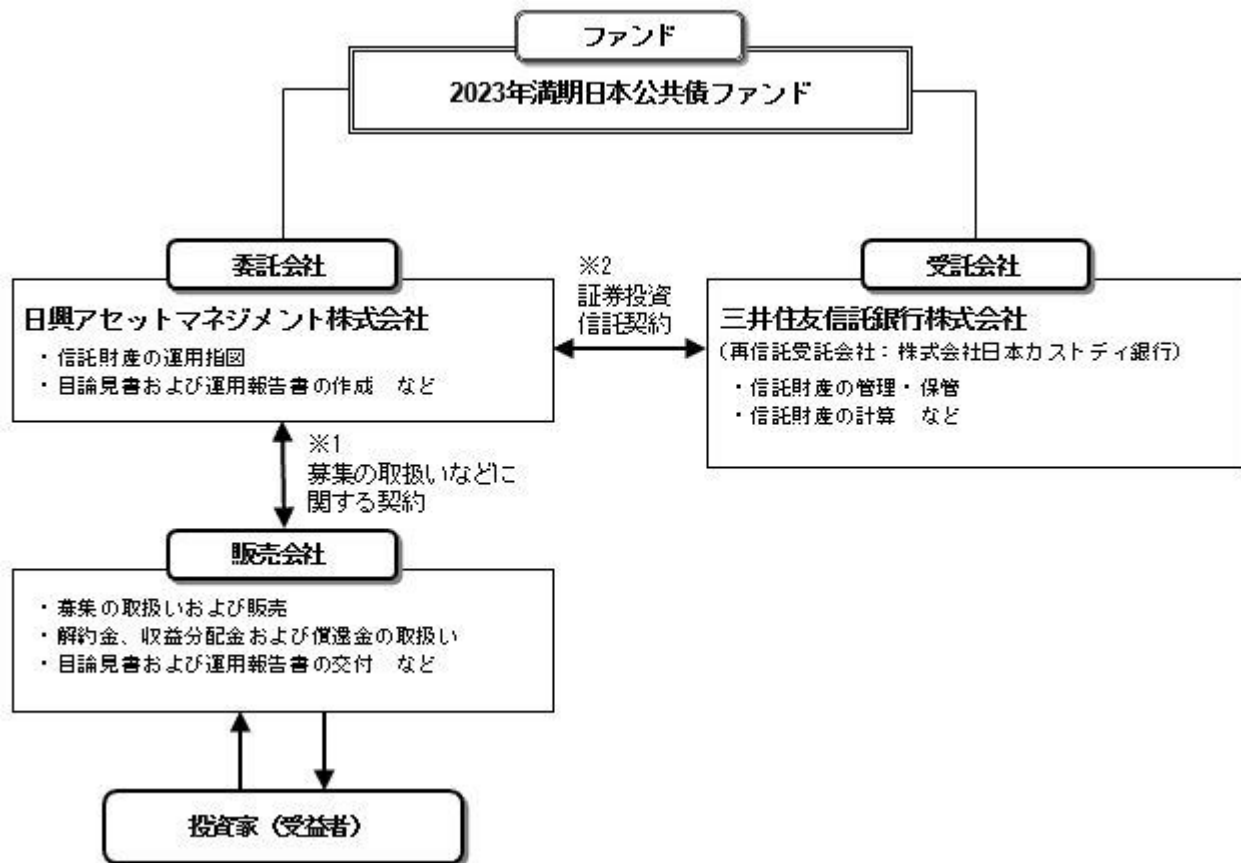 ファンド
2023年満期日本公共債ファンド
委託会社
日興アセットマネジメント株式会社
・信託財産の運用指図
・目論見書および運用報告書の作成　など
※2
証券投資
信託契約
受託会社
三井住友信託銀行株式会社
（再信託受託会社：株式会社日本カストディ銀行）
・信託財産の管理・保管
・信託財産の計算　など
※1
募集の取扱いなどに
関する契約
販売会社
・募集の取扱いおよび販売
・解約金、収益分配金および償還金の取扱い
・目論見書および運用報告書の交付　など
投資家（受益者）